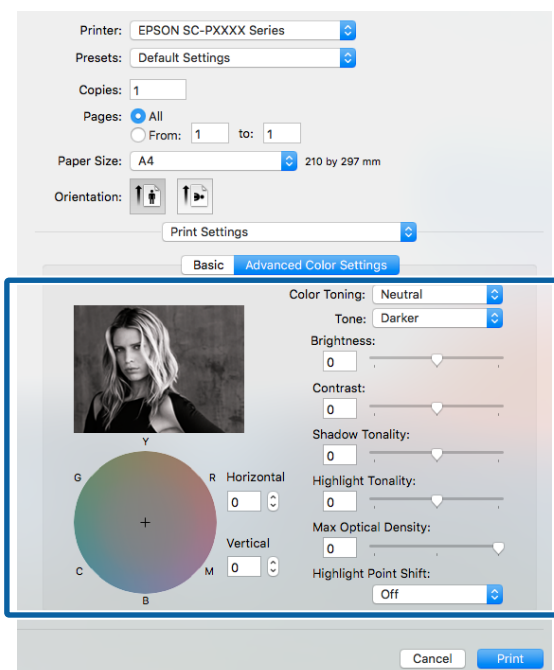 Printer: EPSON SC-PXXXX Series
Presets: Default Settings
Copies: 1
Pages: All
From: 1 to: 1
Paper Size: A4 210 by 297 mm
Orientation:
Print Settings
Basic Advanced Color Settings
Color Toning: Neutral
Tone: Darker
Brightness:
0
Contrast:
0
Shadow Tonality:
0
Highlight Tonality:
0
Max Optical Density:
0
Highlight Point Shift:
Off
Y
G R
C M
B
Horizontal
0
Vertical
0
Cancel Print